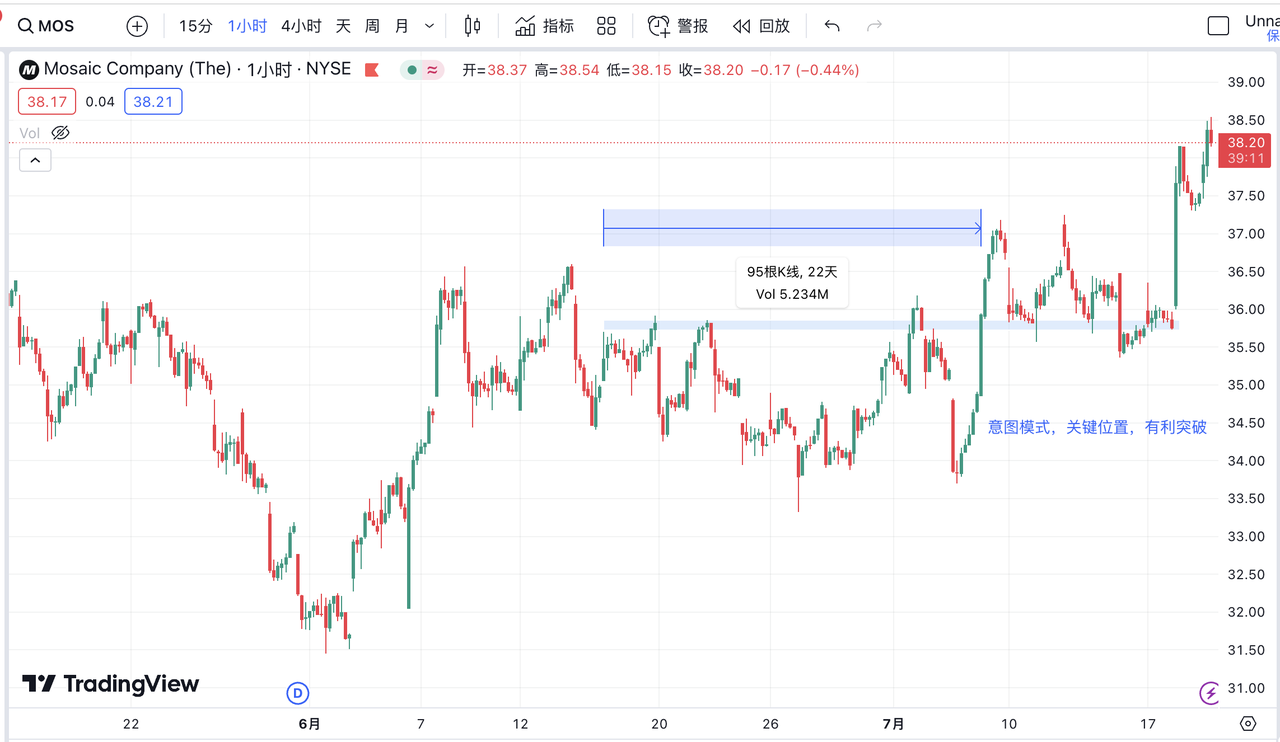 MOS 15分 1小时 4小时 天 周 月 指标 警报 回放 Unna
保
Mosaic Company (The) · 1小时 · NYSE 开=38.37 高=38.54 低=38.15 收=38.20 −0.17 (−0.44%)
38.17 0.04 38.21
Vol
95根K线, 22天
Vol 5.234M
意图模式，关键位置，有利突破
39.00
38.50
38.20
39:11
37.50
37.00
36.50
36.00
35.50
35.00
34.50
34.00
33.50
33.00
32.50
32.00
31.50
31.00
TradingView
D
22 6月 7 12 20 26 7月 10 17